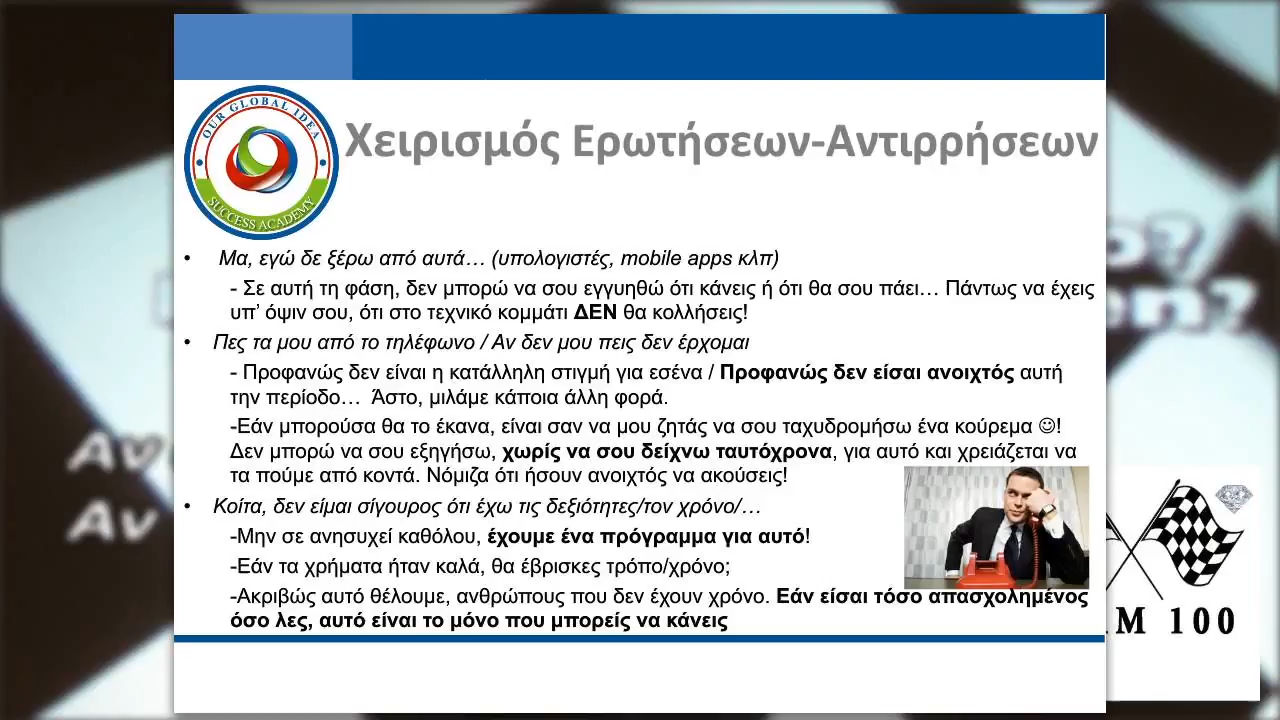 OUR GLOBAL IDEA
SUCCESS ACADEMY
Χειρισμός Ερωτήσεων-Αντιρρήσεων
• Μα, εγώ δε ξέρω από αυτά… (υπολογιστές, mobile apps κλπ)
- Σε αυτή τη φάση, δεν μπορώ να σου εγγυηθώ ότι κάνεις ή ότι θα σου πάει… Πάντως να έχεις
υπ’ όψιν σου, ότι στο τεχνικό κομμάτι ΔΕΝ θα κολλήσεις!
• Πες τα μου από το τηλέφωνο / Αν δεν μου πεις δεν έρχομαι
- Προφανώς δεν είναι η κατάλληλη στιγμή για εσένα / Προφανώς δεν είσαι ανοιχτός αυτή
την περίοδο… Άστο, μιλάμε κάποια άλλη φορά.
-Εάν μπορούσα θα το έκανα, είναι σαν να μου ζητάς να σου ταχυδρομήσω ένα κούρεμα ☺!
Δεν μπορώ να σου εξηγήσω, χωρίς να σου δείχνω ταυτόχρονα, για αυτό και χρειάζεται να
τα πούμε από κοντά. Νόμιζα ότι ήσουν ανοιχτός να ακούσεις!
• Κοίτα, δεν είμαι σίγουρος ότι έχω τις δεξιότητες/τον χρόνο/…
-Μην σε ανησυχεί καθόλου, έχουμε ένα πρόγραμμα για αυτό!
-Εάν τα χρήματα ήταν καλά, θα έβρισκες τρόπο/χρόνο;
-Ακριβώς αυτό θέλουμε, ανθρώπους που δεν έχουν χρόνο. Εάν είσαι τόσο απασχολημένος
όσο λες, αυτό είναι το μόνο που μπορείς να κάνεις
Αν
Αν
M 100